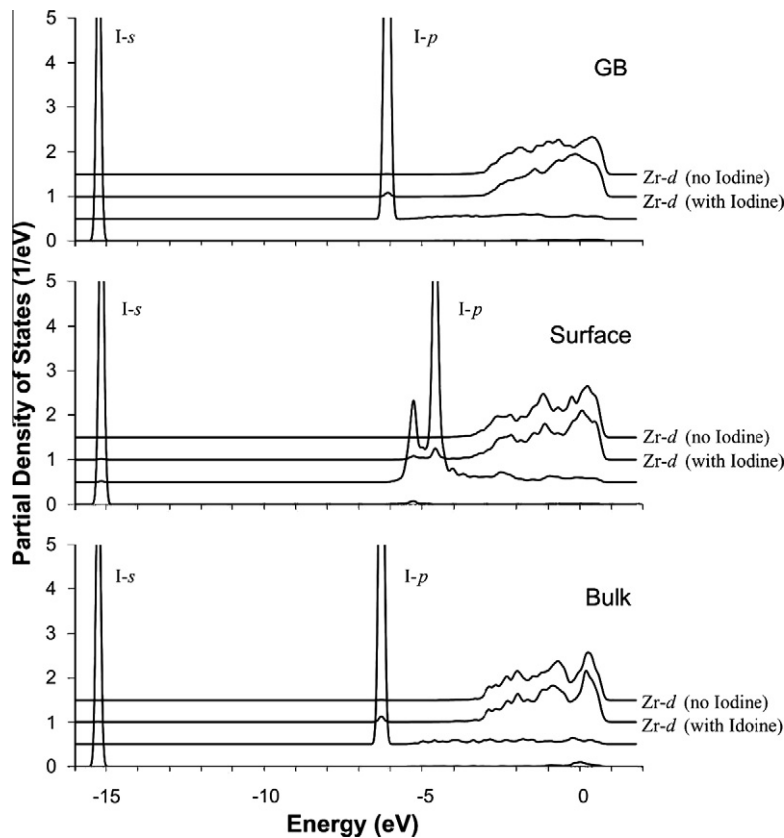 Partial Density of States (1/eV)
5
4
3
2
1
0
I-s
I-p
GB
Zr-d (no Iodine)
Zr-d (with Iodine)
5
4
3
2
1
0
I-s
I-p
Surface
Zr-d (no Iodine)
Zr-d (with Iodine)
5
4
3
2
1
0
I-s
I-p
Bulk
Zr-d (no Iodine)
Zr-d (with Idoine)
-15 -10 -5 0
Energy (eV)